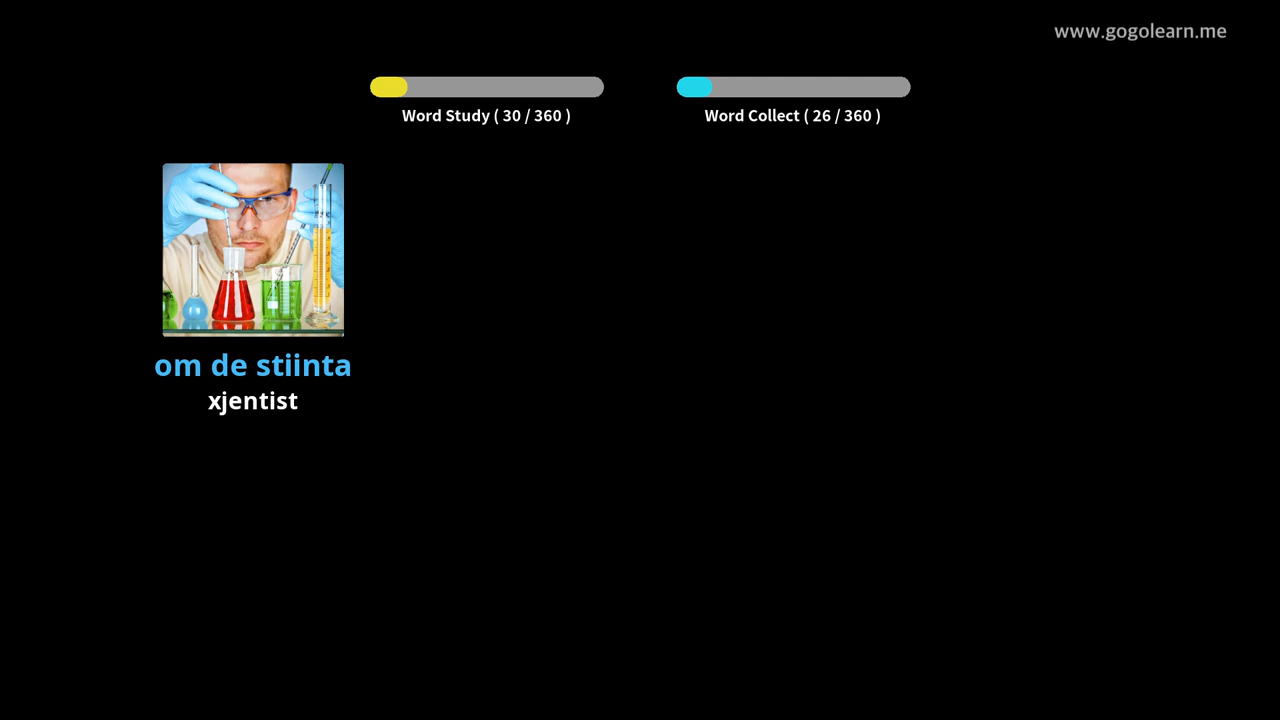 www.gogolearn.me
Word Study ( 30 / 360 )
Word Collect ( 26 / 360 )
om de stiinta
xjentist